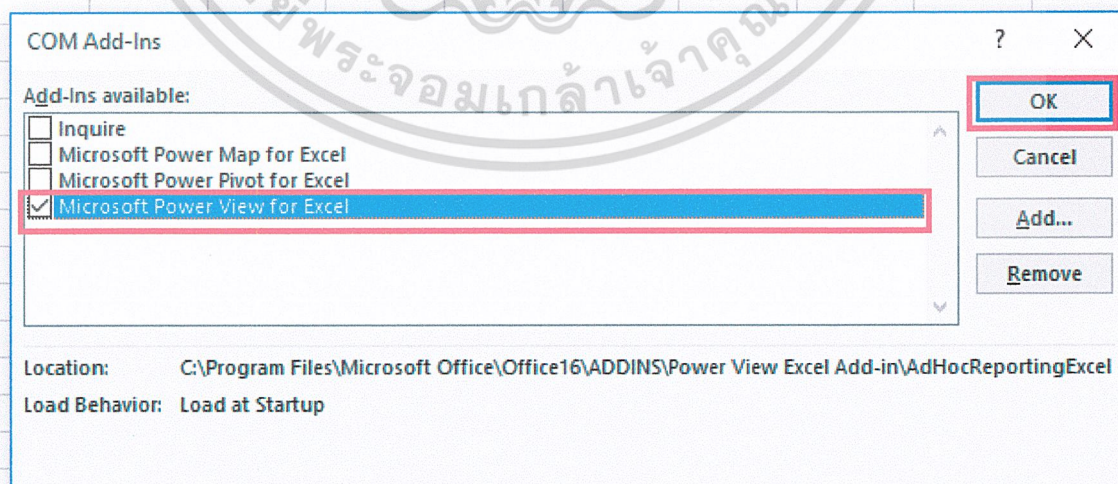 COM Add-Ins ?
ยีพระจอมเกล้าเจ้าคุณ
Add-Ins available:
Inquire
Microsoft Power Map for Excel
Microsoft Power Pivot for Excel
Microsoft Power View for Excel
OK
Cancel
Add...
Remove
Location: C:\Program Files\Microsoft Office\Office16\ADDINS\Power View Excel Add-in\AdHocReportingExcel
Load Behavior: Load at Startup